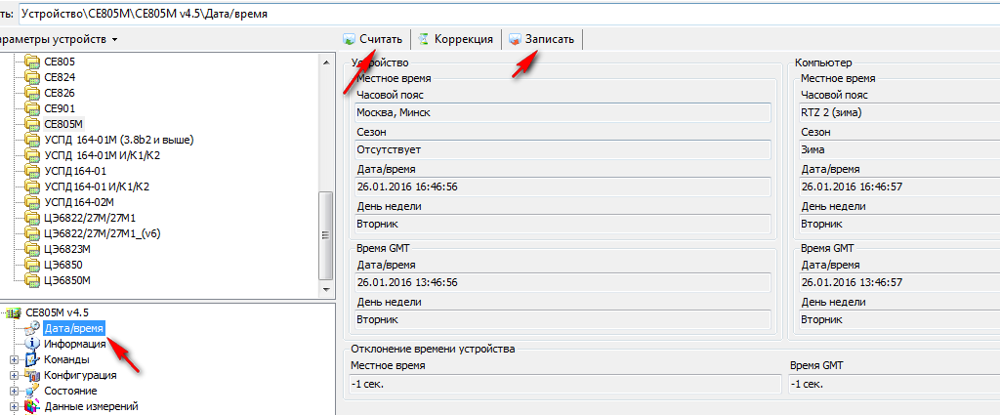 ть: Устройство\CE805M\CE805M v4.5\Дата/время
араметры устройств
Считать Коррекция Записать
CE805
CE824
CE826
CE901
CE805M
УСПД 164-01М (3.8b2 и выше)
УСПД 164-01М И/К1/К2
УСПД164-01
УСПД164-01 И/К1/К2
УСПД164-02М
ЦЭ6822/27М/27М1
ЦЭ6822/27М/27М1_(v6)
ЦЭ6823М
ЦЭ6850
ЦЭ6850М
CE805M v4.5
Дата/время
Информация
Команды
Конфигурация
Состояние
Данные измерений
Устройство
Местное время
Часовой пояс
Москва, Минск
Сезон
Отсутствует
Дата/время
26.01.2016 16:46:56
День недели
Вторник
Время GMT
Дата/время
26.01.2016 13:46:56
День недели
Вторник
Компьютер
Местное время
Часовой пояс
RTZ 2 (зима)
Сезон
Зима
Дата/время
26.01.2016 16:46:57
День недели
Вторник
Время GMT
Дата/время
26.01.2016 13:46:57
День недели
Вторник
Отклонение времени устройства
Местное время
-1 сек.
Время GMT
-1 сек.